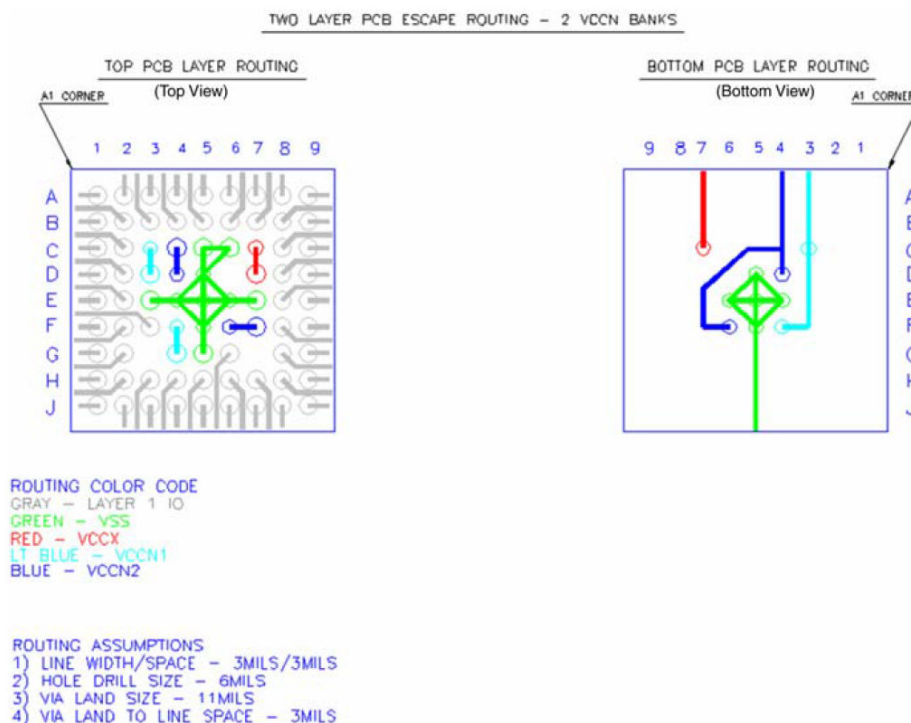 TWO LAYER PCB ESCAPE ROUTING - 2 VCCN BANKS
TOP PCB LAYER ROUTING
(Top View)
A1 CORNER
1 2 3 4 5 6 7 8 9
A
B
C
D
E
F
G
H
J
BOTTOM PCB LAYER ROUTING
(Bottom View)
A1 CORNER
9 8 7 6 5 4 3 2 1
ROUTING COLOR CODE
GRAY - LAYER 1 IO
GREEN - VSS
RED - VCCX
LT BLUE - VCCN1
BLUE - VCCN2
ROUTING ASSUMPTIONS
1) LINE WIDTH/SPACE - 3MILS/3MILS
2) HOLE DRILL SIZE - 6MILS
3) VIA LAND SIZE - 11MILS
4) VIA LAND TO LINE SPACE - 3MILS